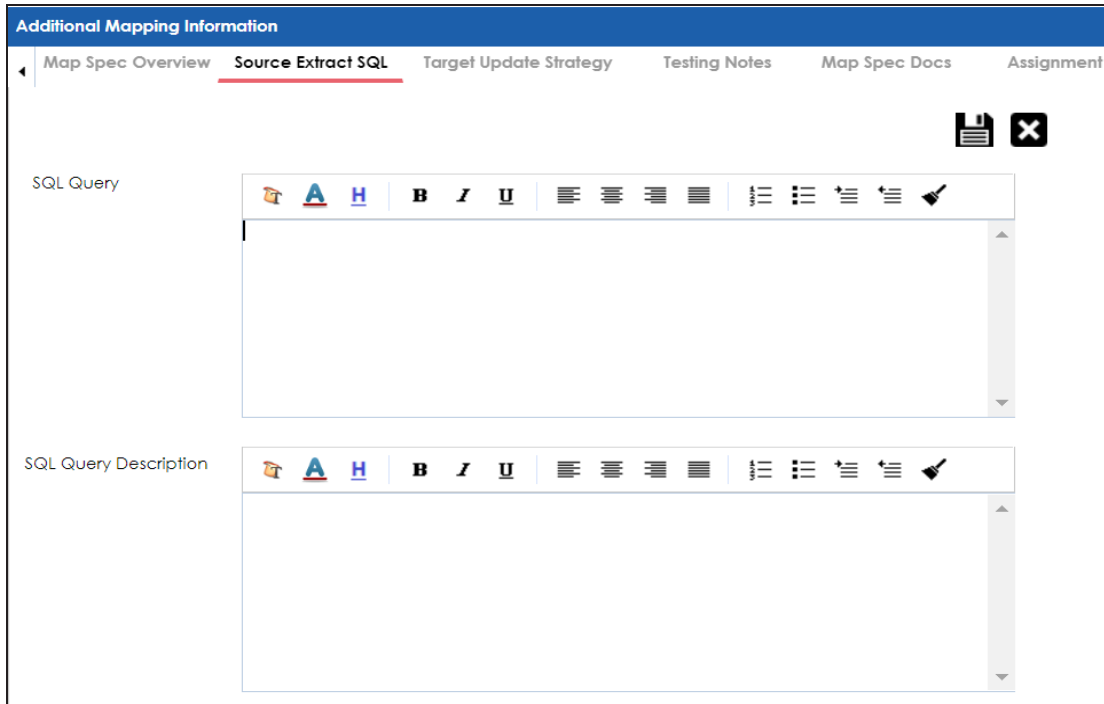 Additional Mapping Information
Map Spec Overview Source Extract SQL Target Update Strategy Testing Notes Map Spec Docs Assignment
SQL Query
A H B I U
SQL Query Description
A H B I U